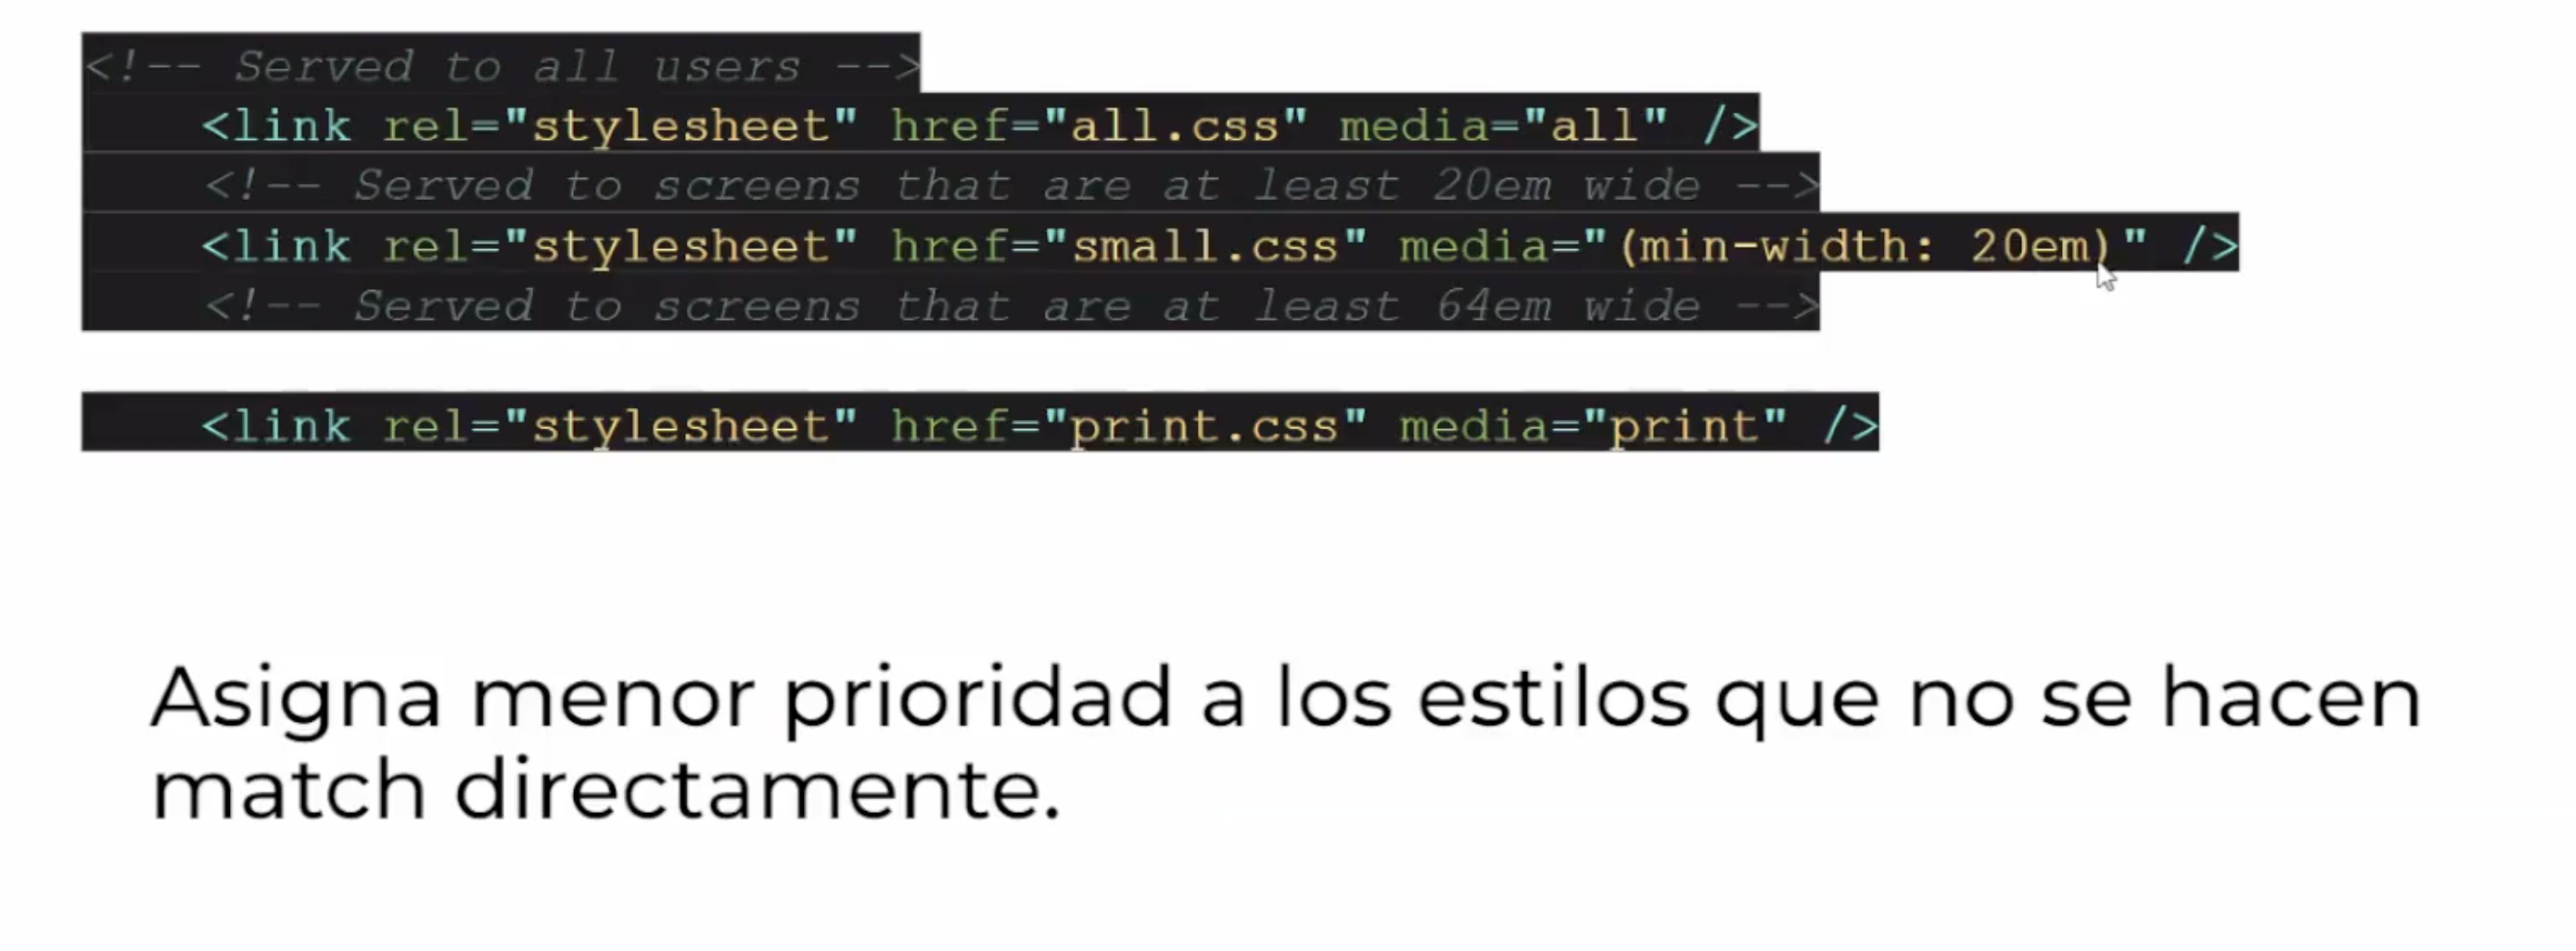 <!-- Served to all users -->
<link rel="stylesheet" href="all.css" media="all" />
<!-- Served to screens that are at least 20em wide -->
<link rel="stylesheet" href="small.css" media="(min-width: 20em)" />
<!-- Served to screens that are at least 64em wide -->
<link rel="stylesheet" href="print.css" media="print" />
Asigna menor prioridad a los estilos que no se hacen
match directamente.